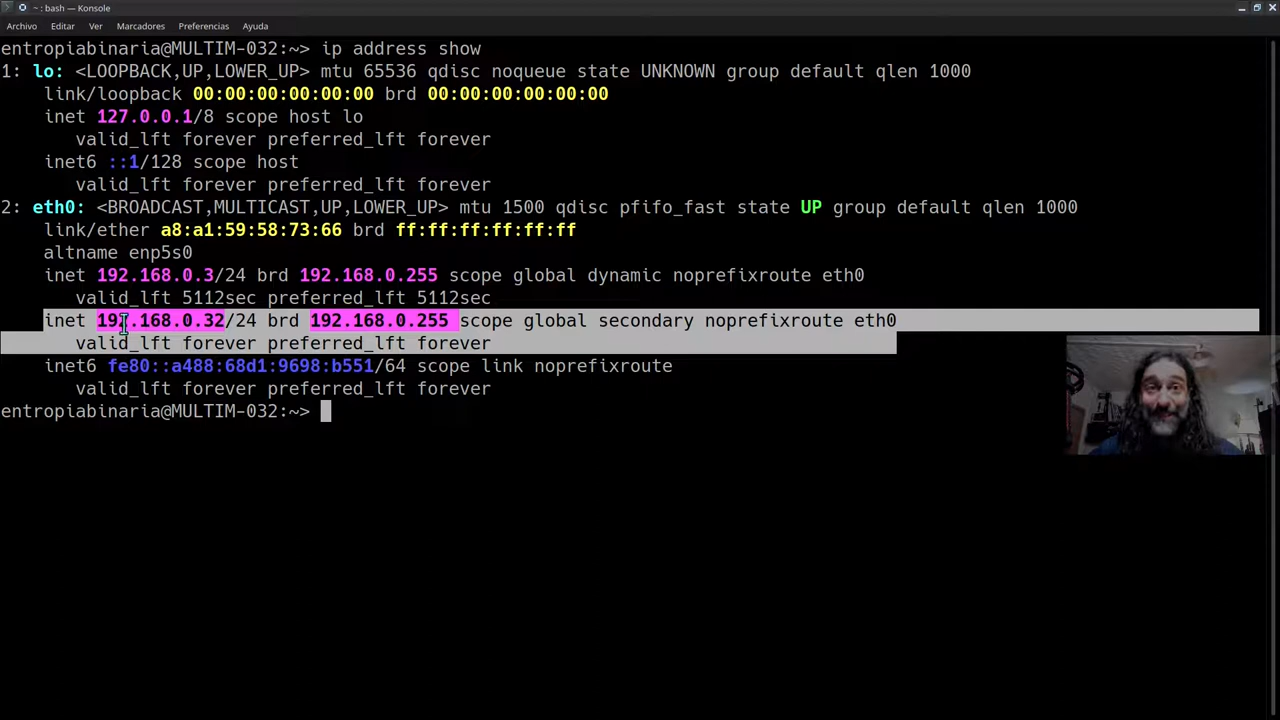 ~ : bash — Konsole
Archivo Editar Ver Marcadores Preferencias Ayuda
entropiabinaria@MULTIM-032:~> ip address show
1: lo: <LOOPBACK,UP,LOWER_UP> mtu 65536 qdisc noqueue state UNKNOWN group default qlen 1000
link/loopback 00:00:00:00:00:00 brd 00:00:00:00:00:00
inet 127.0.0.1/8 scope host lo
valid_lft forever preferred_lft forever
inet6 ::1/128 scope host
valid_lft forever preferred_lft forever
2: eth0: <BROADCAST,MULTICAST,UP,LOWER_UP> mtu 1500 qdisc pfifo_fast state UP group default qlen 1000
link/ether a8:a1:59:58:73:66 brd ff:ff:ff:ff:ff:ff
altname enp5s0
inet 192.168.0.3/24 brd 192.168.0.255 scope global dynamic noprefixroute eth0
valid_lft 5112sec preferred_lft 5112sec
inet 192.168.0.32/24 brd 192.168.0.255 scope global secondary noprefixroute eth0
valid_lft forever preferred_lft forever
inet6 fe80::a488:68d1:9698:b551/64 scope link noprefixroute
valid_lft forever preferred_lft forever
entropiabinaria@MULTIM-032:~>